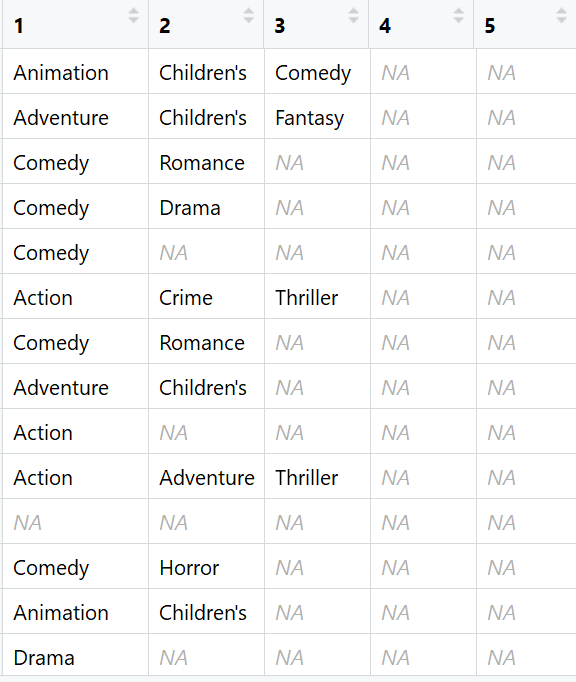 1 2 3 4 5
Animation Children's Comedy NA NA
Adventure Children's Fantasy NA NA
Comedy Romance NA NA NA
Comedy Drama NA NA NA
Comedy NA NA NA NA
Action Crime Thriller NA NA
Comedy Romance NA NA NA
Adventure Children's NA NA NA
Action NA NA NA NA
Action Adventure Thriller NA NA
NA NA NA NA NA
Comedy Horror NA NA NA
Animation Children's NA NA NA
Drama NA NA NA NA